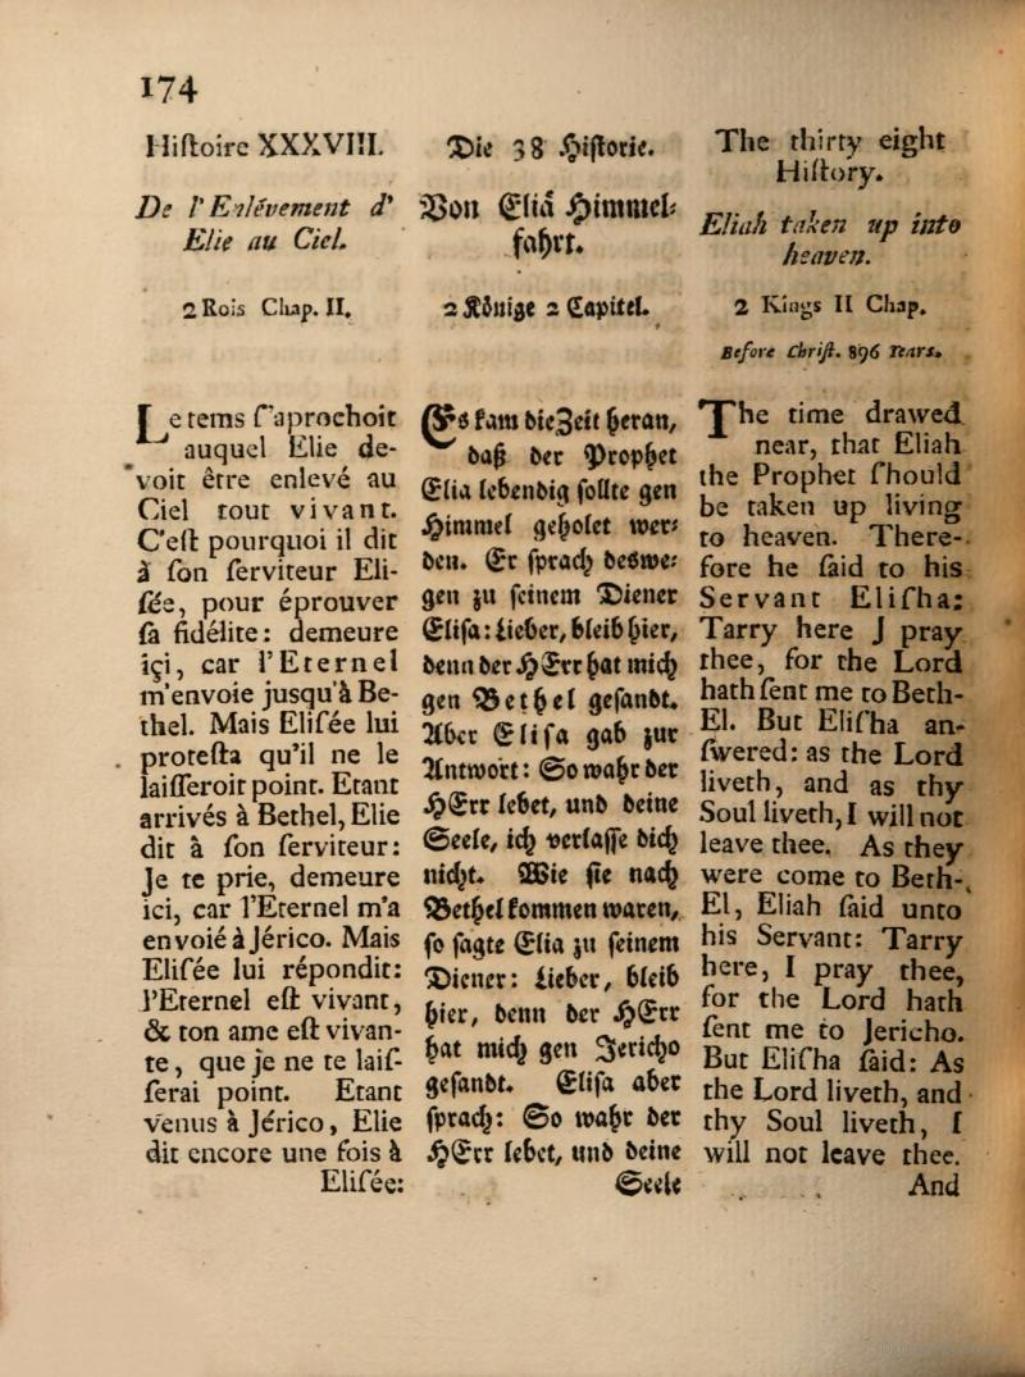 174
Hiſtoire XXXVIII.
De l'Enlévement d'
Elie au Ciel.
2 Rois Chap. II.
Le tems ſ'aprochoit
auquel Elie de-
voit être enlevé au
Ciel tout vivant.
C'eſt pourquoi il dit
à ſon ſerviteur Eli-
ſée, pour éprouver
ſa fidélite: demeure
içi, car l'Eternel
m'envoie jusqu'à Be-
thel. Mais Eliſée lui
proteſta qu'il ne le
laiſſeroit point. Etant
arrivés à Bethel, Elie
dit à ſon ſerviteur:
Je te prie, demeure
ici, car l'Eternel m'a
envoié à Jérico. Mais
Eliſée lui répondit:
l'Eternel eſt vivant,
& ton ame eſt vivan-
te, que je ne te laiſ-
ſerai point. Etant
venus à Jérico, Elie
dit encore une fois à
Eliſée:
Die 38 Hiſtorie.
Von Eliä Himmel-
fahrt.
2 Könige 2 Capitel.
Es kam die Zeit heran,
daß der Prophet
Elia lebendig ſollte gen
Himmel geholet wer-
den. Er ſprach deswe-
gen zu ſeinem Diener
Eliſa: Lieber, bleib hier,
denn der HErr hat mich
gen Bethel geſandt.
Aber Eliſa gab zur
Antwort: So wahr der
HErr lebet, und deine
Seele, ich verlaſſe dich
nicht. Wie ſie nach
Bethel kommen waren,
ſo ſagte Elia zu ſeinem
Diener: Lieber, bleib
hier, denn der HErr
hat mich gen Jericho
geſandt. Eliſa aber
ſprach: So wahr der
HErr lebet, und deine
Seele
The thirty eight
Hiſtory.
Eliah taken up into
heaven.
2 Kings II Chap.
Before Chriſt. 896 Years.
The time drawed
near, that Eliah
the Prophet ſhould
be taken up living
to heaven. There-
fore he ſaid to his
Servant Eliſha:
Tarry here J pray
thee, for the Lord
hath ſent me to Beth-
El. But Eliſha an-
ſwered: as the Lord
liveth, and as thy
Soul liveth, I will not
leave thee. As they
were come to Beth-
El, Eliah ſaid unto
his Servant: Tarry
here, I pray thee,
for the Lord hath
ſent me to Jericho.
But Eliſha ſaid: As
the Lord liveth, and
thy Soul liveth, I
will not leave thee.
And